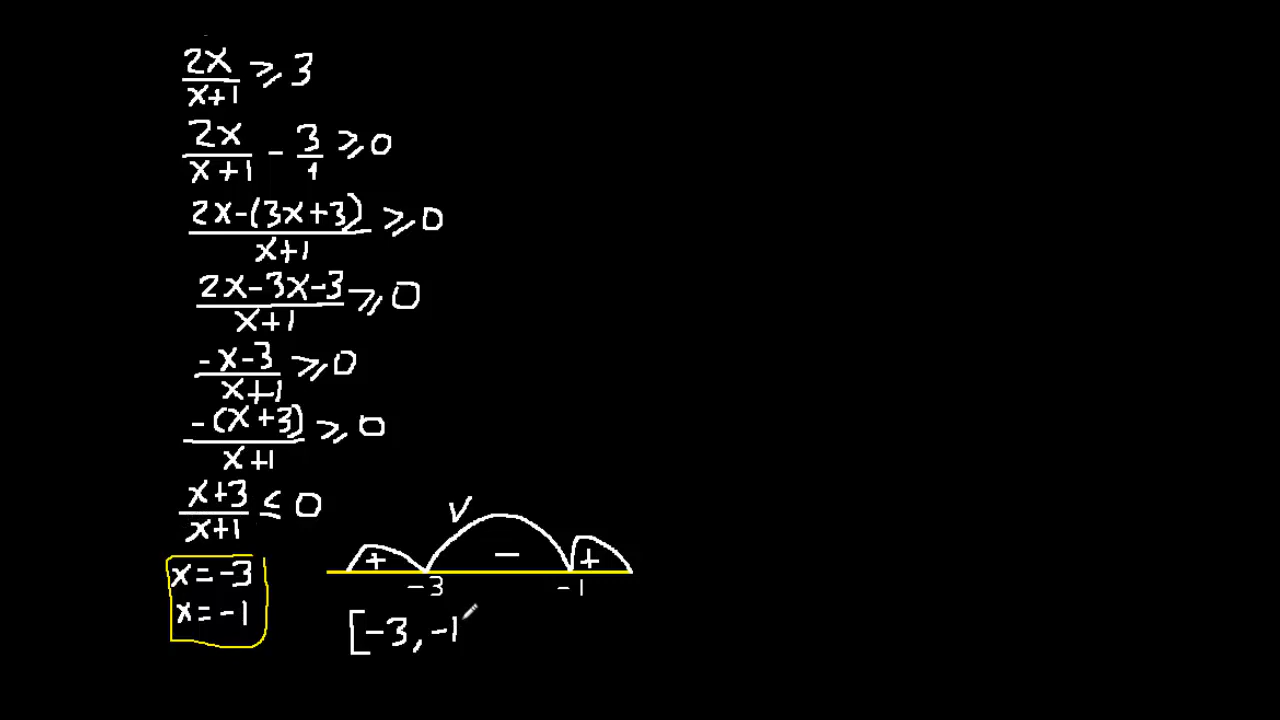 2x/(x+1) ⩾ 3
2x/(x+1) - 3/1 ⩾ 0
(2x-(3x+3))/(x+1) ⩾ 0
(2x-3x-3)/(x+1) ⩾ 0
(-x-3)/(x+1) ⩾ 0
-(x+3)/(x+1) ⩾ 0
(x+3)/(x+1) ≤ 0
x=-3
x=-1
v
+ - +
-3 -1
[-3,-1